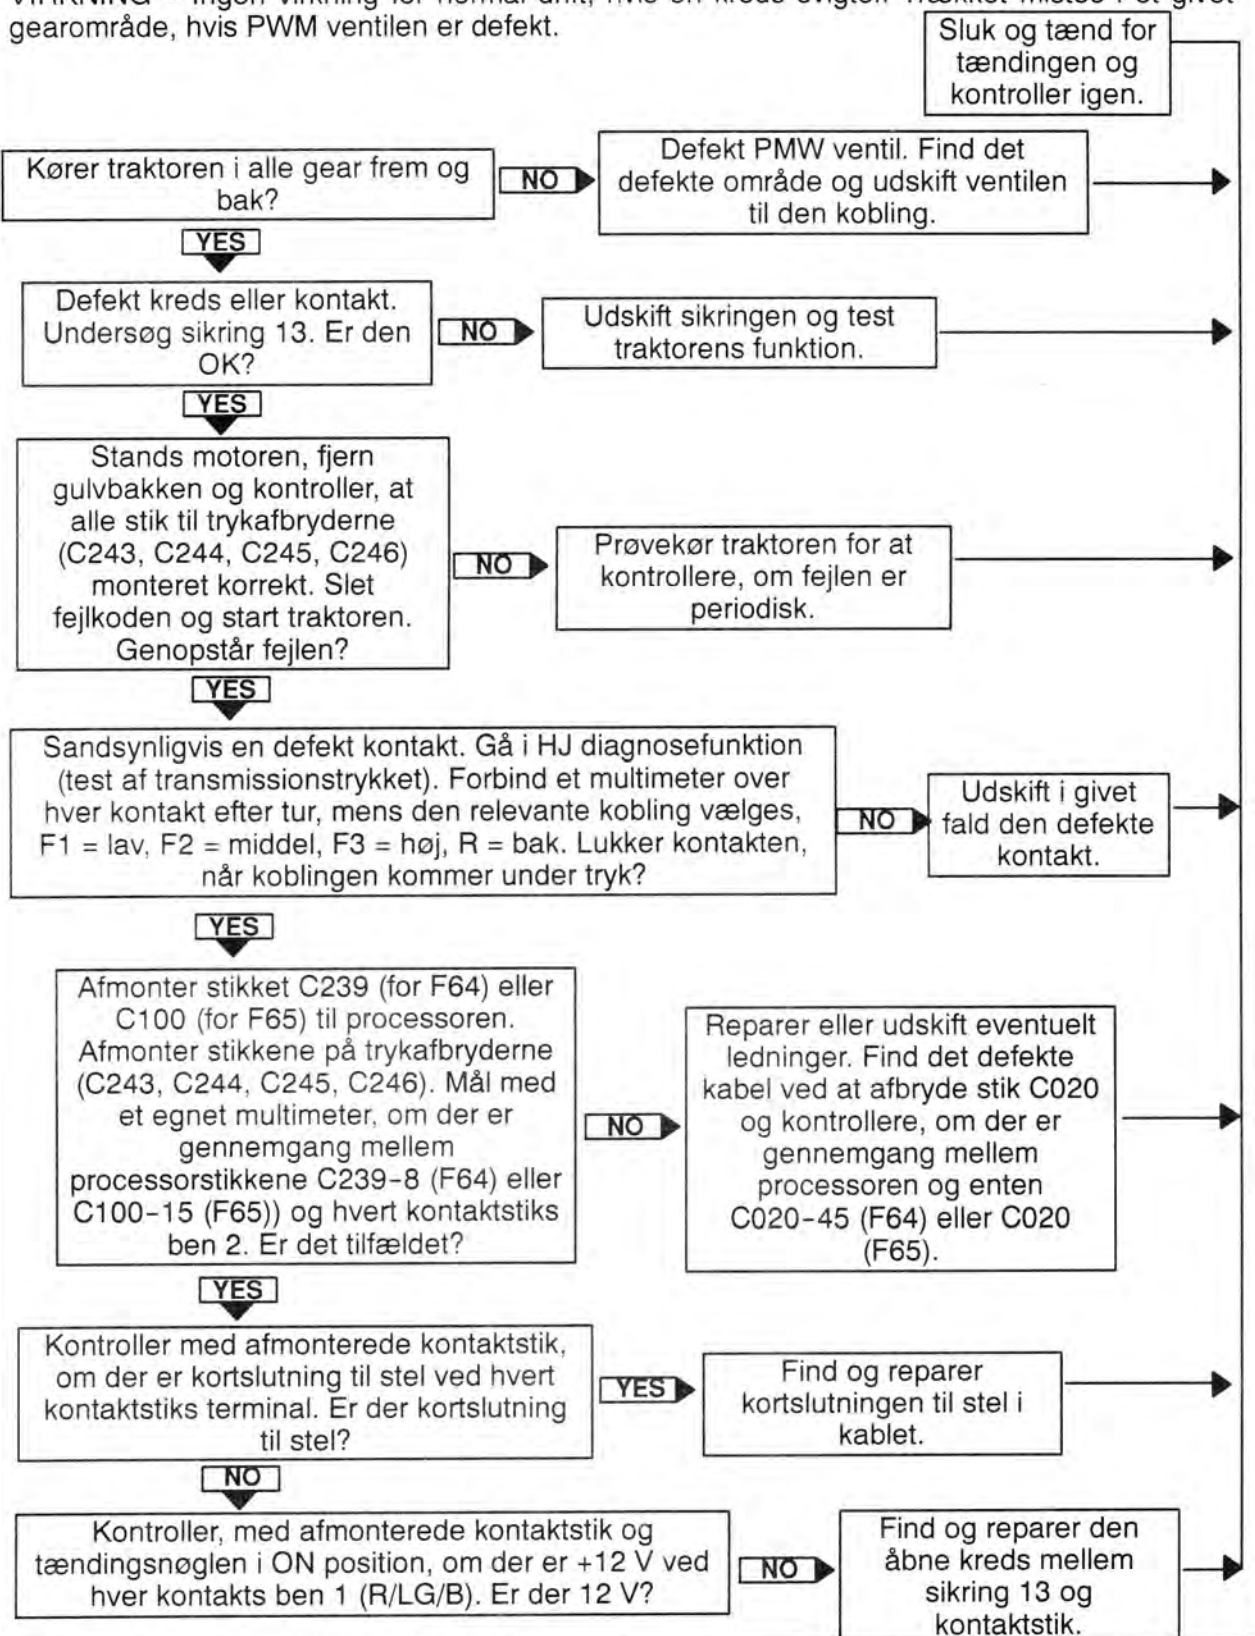 gearområde, hvis PWM ventilen er defekt.
Sluk og tænd for
tændingen og
kontroller igen.
Kører traktoren i alle gear frem og
bak?
NO
Defekt PMW ventil. Find det
defekte område og udskift ventilen
til den kobling.
YES
Defekt kreds eller kontakt.
Undersøg sikring 13. Er den
OK?
NO
Udskift sikringen og test
traktorens funktion.
YES
Stands motoren, fjern
gulvbakken og kontroller, at
alle stik til trykafbryderne
(C243, C244, C245, C246)
monteret korrekt. Slet
fejlkoden og start traktoren.
Genopstår fejlen?
NO
Prøvekør traktoren for at
kontrollere, om fejlen er
periodisk.
YES
Sandsynligvis en defekt kontakt. Gå i HJ diagnosefunktion
(test af transmissionstrykket). Forbind et multimeter over
hver kontakt efter tur, mens den relevante kobling vælges,
F1 = lav, F2 = middel, F3 = høj, R = bak. Lukker kontakten,
når koblingen kommer under tryk?
NO
Udskift i givet
fald den defekte
kontakt.
YES
Afmonter stikket C239 (for F64) eller
C100 (for F65) til processoren.
Afmonter stikkene på trykafbryderne
(C243, C244, C245, C246). Mål med
et egnet multimeter, om der er
gennemgang mellem
processorstikkene C239-8 (F64) eller
C100-15 (F65)) og hvert kontaktstiks
ben 2. Er det tilfældet?
NO
Reparer eller udskift eventuelt
ledninger. Find det defekte
kabel ved at afbryde stik C020
og kontrollere, om der er
gennemgang mellem
processoren og enten
C020-45 (F64) eller C020
(F65).
YES
Kontroller med afmonterede kontaktstik,
om der er kortslutning til stel ved hvert
kontaktstiks terminal. Er der kortslutning
til stel?
YES
Find og reparer
kortslutningen til stel i
kablet.
NO
Kontroller, med afmonterede kontaktstik og
tændingsnøglen i ON position, om der er +12 V ved
hver kontakts ben 1 (R/LG/B). Er der 12 V?
NO
Find og reparer den
åbne kreds mellem
sikring 13 og
kontaktstik.